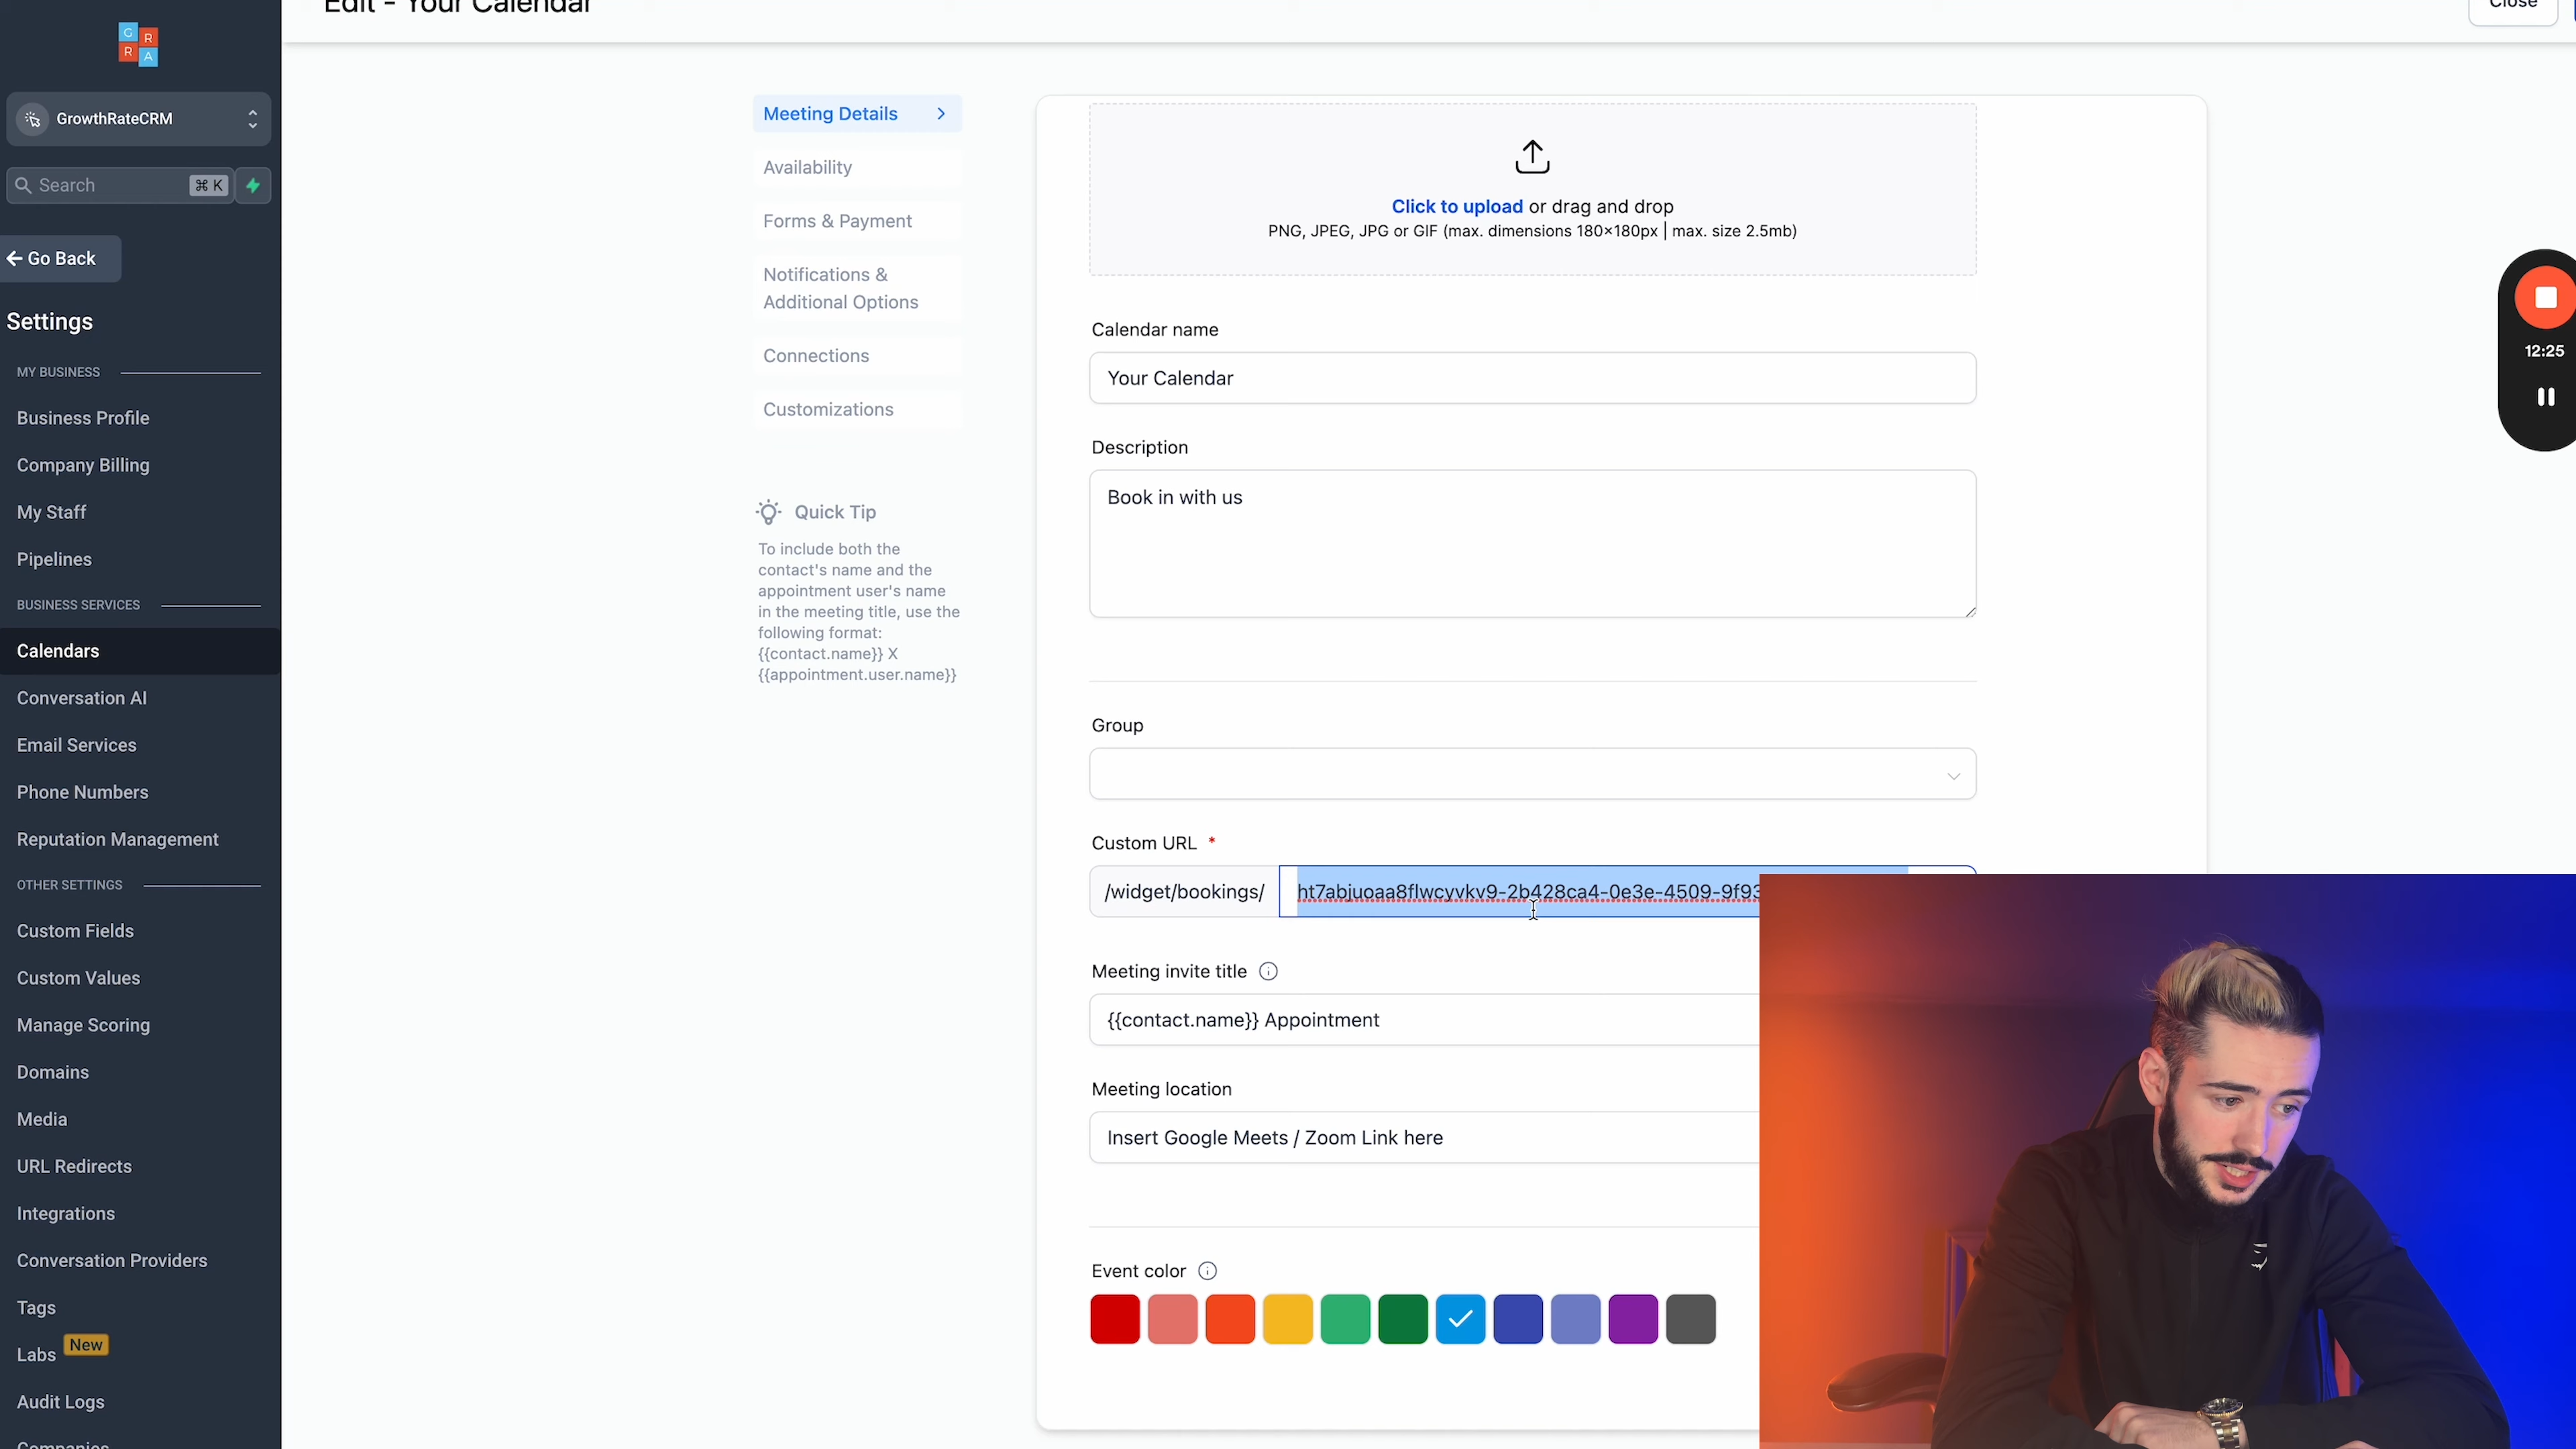 Edit - Your Calendar
Close
G R
R A
GrowthRateCRM
Search ⌘ K
Go Back
Settings
MY BUSINESS
Business Profile
Company Billing
My Staff
Pipelines
BUSINESS SERVICES
Calendars
Conversation AI
Email Services
Phone Numbers
Reputation Management
OTHER SETTINGS
Custom Fields
Custom Values
Manage Scoring
Domains
Media
URL Redirects
Integrations
Conversation Providers
Tags
Labs New
Audit Logs
Companies
Meeting Details
Availability
Forms & Payment
Notifications &
Additional Options
Connections
Customizations
Quick Tip
To include both the
contact's name and the
appointment user's name
in the meeting title, use the
following format:
{{contact.name}} X
{{appointment.user.name}}
Click to upload or drag and drop
PNG, JPEG, JPG or GIF (max. dimensions 180×180px | max. size 2.5mb)
Calendar name
Your Calendar
Description
Book in with us
Group
Custom URL *
/widget/bookings/ ht7abjuoaa8flwcyvkv9-2b428ca4-0e3e-4509-9f93
Meeting invite title
{{contact.name}} Appointment
Meeting location
Insert Google Meets / Zoom Link here
Event color
12:25